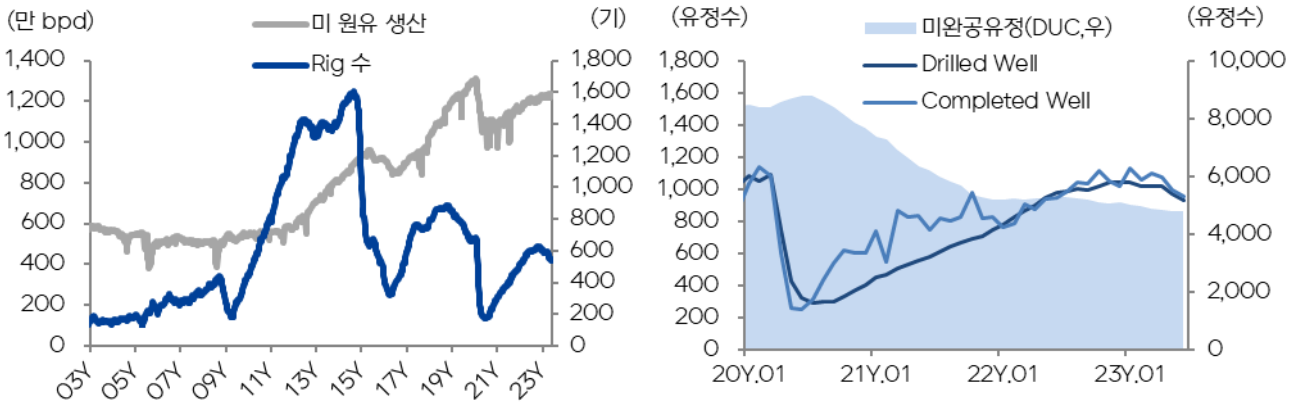 (만 bpd)
미 원유 생산
Rig 수
(기)
1,400
1,200
1,000
800
600
400
200
0
1,800
1,600
1,400
1,200
1,000
800
600
400
200
0
03Y
05Y
07Y
09Y
11Y
13Y
15Y
17Y
19Y
21Y
23Y
(유정수)
미완공유정(DUC,우)
Drilled Well
Completed Well
(유정수)
1,800
1,600
1,400
1,200
1,000
800
600
400
200
0
10,000
8,000
6,000
4,000
2,000
0
20Y.01
21Y.01
22Y.01
23Y.01